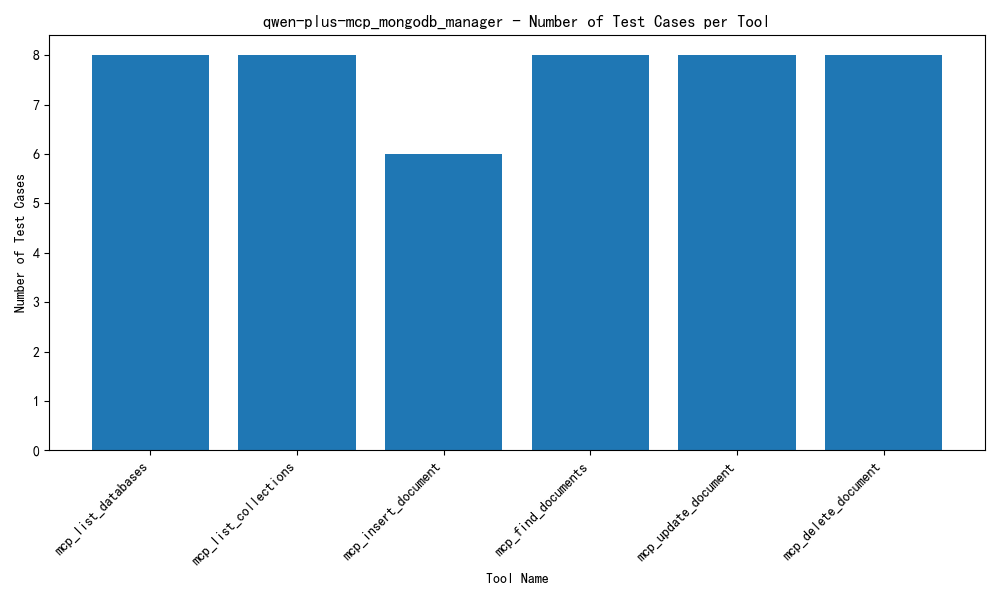 qwen-plus-mcp_mongodb_manager - Number of Test Cases per Tool
8
7
6
5
4
3
2
1
0
Number of Test Cases
mcp_list_databases
mcp_list_collections
mcp_insert_document
mcp_find_documents
mcp_update_document
mcp_delete_document
Tool Name